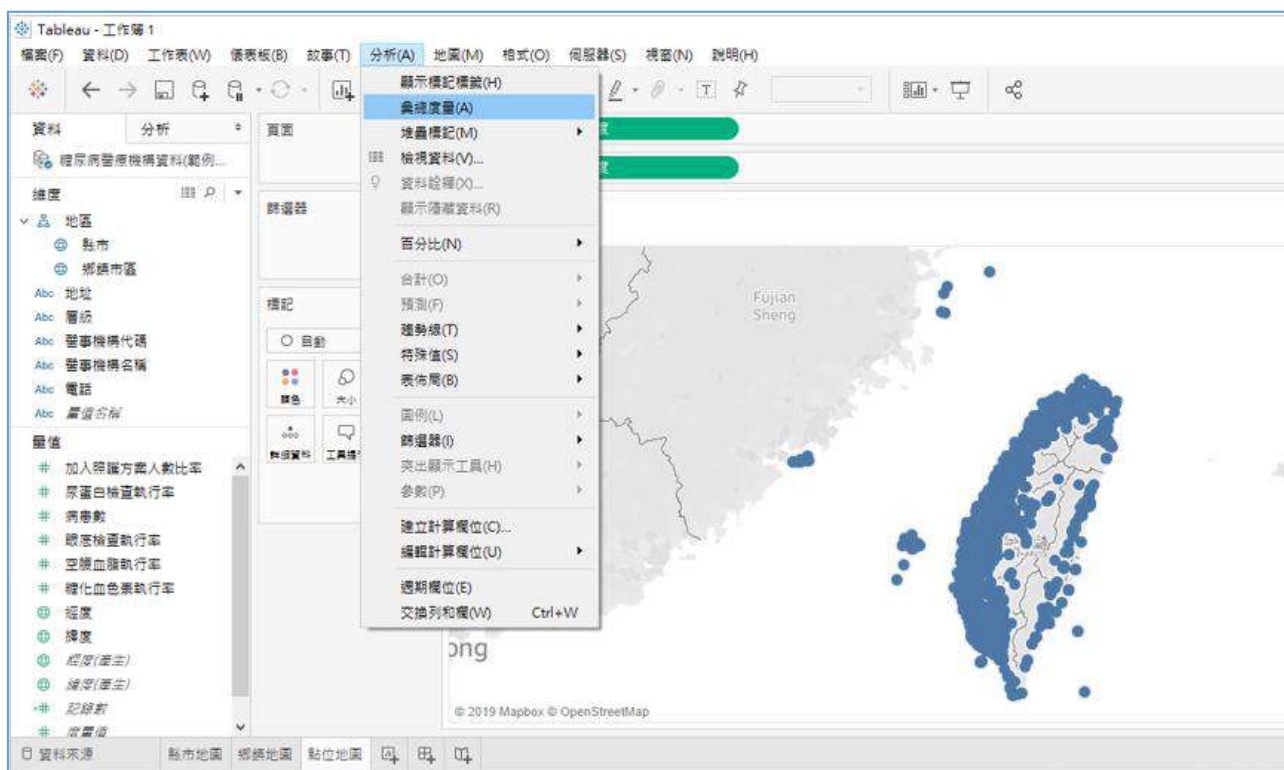 Tableau - 工作簿 1
檔案(F) 資料(D) 工作表(W) 儀表板(B) 故事(T) 分析(A) 地圖(M) 格式(O) 伺服器(S) 視窗(N) 說明(H)
資料 分析
糖尿病醫療機構資料(範例...
維度
地區
縣市
鄉鎮市區
Abc 地址
Abc 層級
Abc 醫事機構代碼
Abc 醫事機構名稱
Abc 電話
Abc 量值名稱
量值
加入照護方案人數比率
尿蛋白檢查執行率
病患數
眼底檢查執行率
空腹血脂執行率
糖化血色素執行率
經度
緯度
經度(產生)
緯度(產生)
記錄數
度量值
頁面
篩選器
標記
自動
顏色
大小
詳細資料
顯示標記標籤(H)
彙總度量(A)
堆疊標記(M)
檢視資料(V)...
資料詮釋(X)...
顯示隱藏資料(R)
百分比(N)
合計(O)
預測(F)
趨勢線(T)
特殊值(S)
表布局(B)
圖例(L)
篩選器(I)
突出顯示工具(H)
參數(P)
建立計算欄位(C)...
編輯計算欄位(U)
週期欄位(E)
交換列和欄(W) Ctrl+W
度
度
Fujian
Sheng
ong
© 2019 Mapbox © OpenStreetMap
資料來源 縣市地圖 鄉鎮地圖 點位地圖